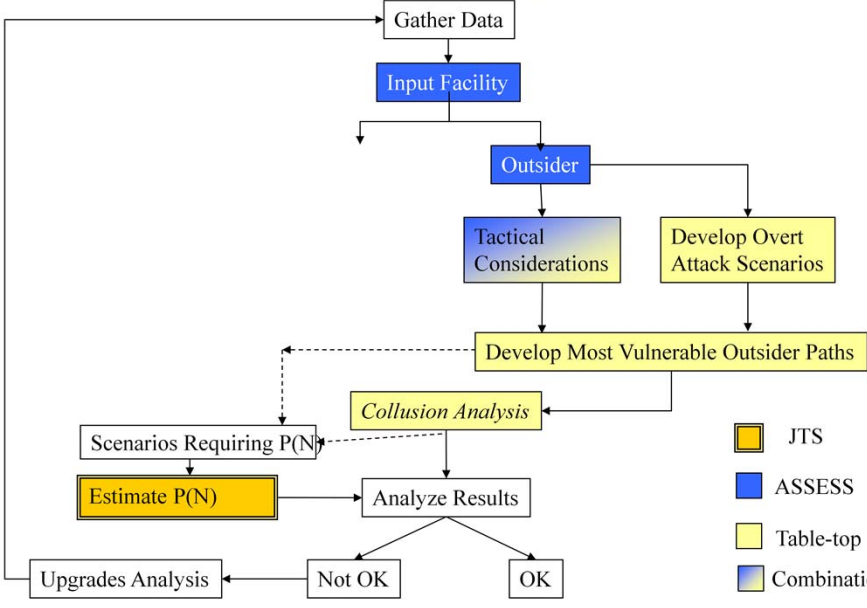 Gather Data
Input Facility
Outsider
Tactical
Considerations
Develop Overt
Attack Scenarios
Develop Most Vulnerable Outsider Paths
Collusion Analysis
Scenarios Requiring P(N)
Estimate P(N)
Analyze Results
Upgrades Analysis
Not OK
OK
JTS
ASSESS
Table-top
Combinati